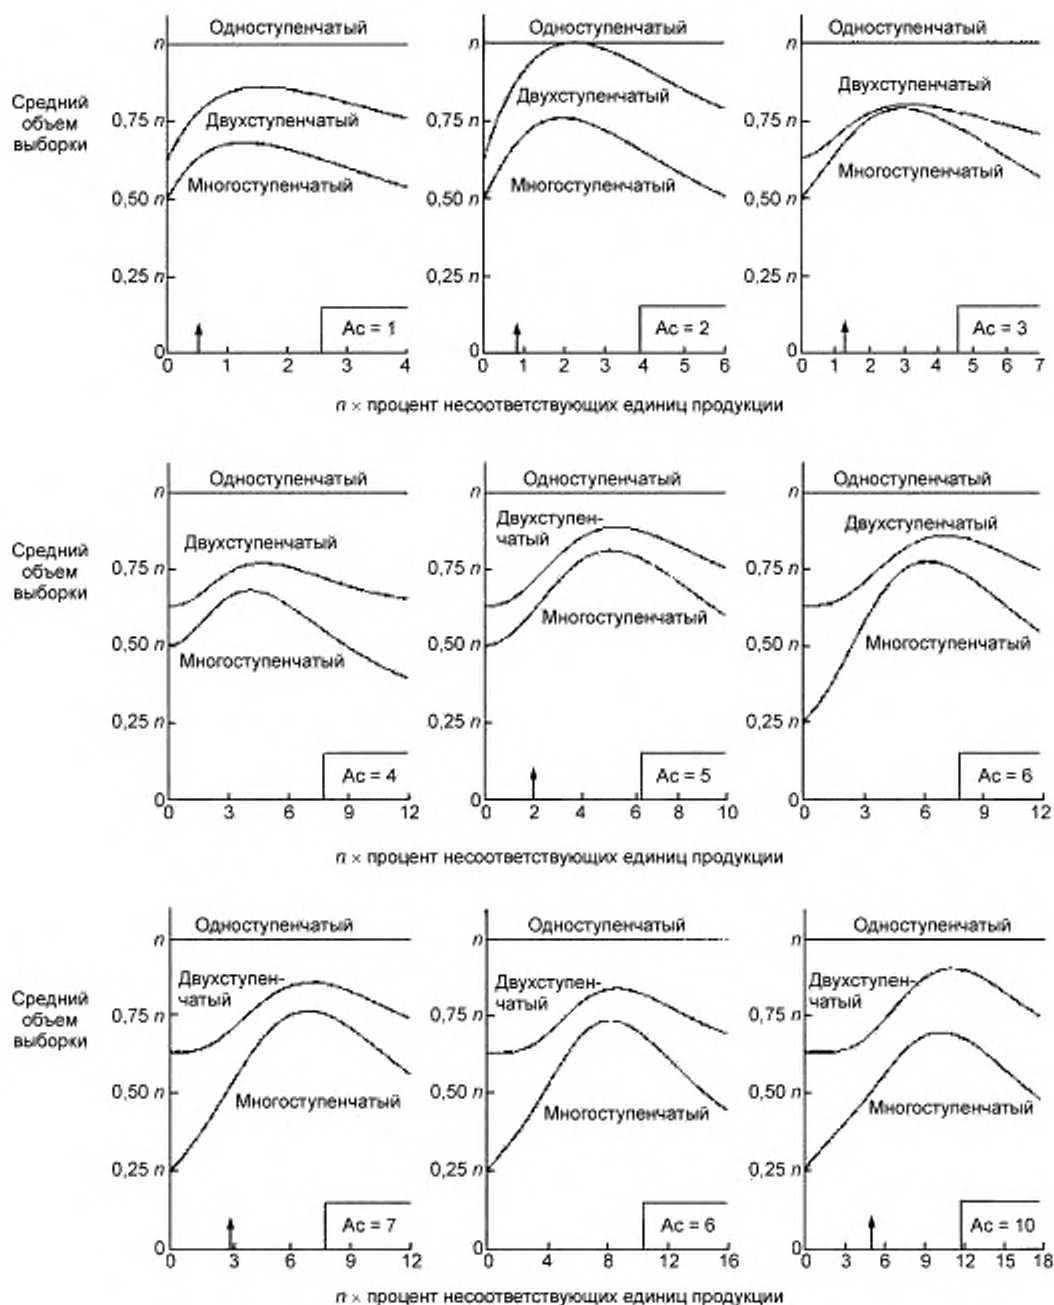 Одноступенчатый
Одноступенчатый
Одноступенчатый
Средний
объем
выборки
n
0,75 n
0,50 n
0,25 n
0
Двухступенчатый
Многоступенчатый
Ac = 1
0 1 2 3 4
n
0,75 n
0,50 n
0,25 n
0
Двухступенчатый
Многоступенчатый
Ac = 2
0 1 2 3 4 5 6
n
0,75 n
0,50 n
0,25 n
0
Двухступенчатый
Многоступенчатый
Ac = 3
0 1 2 3 4 5 6 7
n × процент несоответствующих единиц продукции
Одноступенчатый
Одноступенчатый
Одноступенчатый
Средний
объем
выборки
n
0,75 n
0,50 n
0,25 n
0
Двухступенчатый
Многоступенчатый
Ac = 4
0 3 6 9 12
n
0,75 n
0,50 n
0,25 n
0
Двухступен-
чатый
Многоступенчатый
Ac = 5
0 2 4 6 8 10
n
0,75 n
0,50 n
0,25 n
0
Двухступенчатый
Многоступенчатый
Ac = 6
0 3 6 9 12
n × процент несоответствующих единиц продукции
Одноступенчатый
Одноступенчатый
Одноступенчатый
Средний
объем
выборки
n
0,75 n
0,50 n
0,25 n
0
Двухступен-
чатый
Многоступенчатый
Ac = 7
0 3 6 9 12
n
0,75 n
0,50 n
0,25 n
0
Двухступен-
чатый
Многоступенчатый
Ac = 6
0 4 8 12 16
n
0,75 n
0,50 n
0,25 n
0
Двухступен-
чатый
Многоступенчатый
Ac = 10
0 3 6 9 12 15 18
n × процент несоответствующих единиц продукции